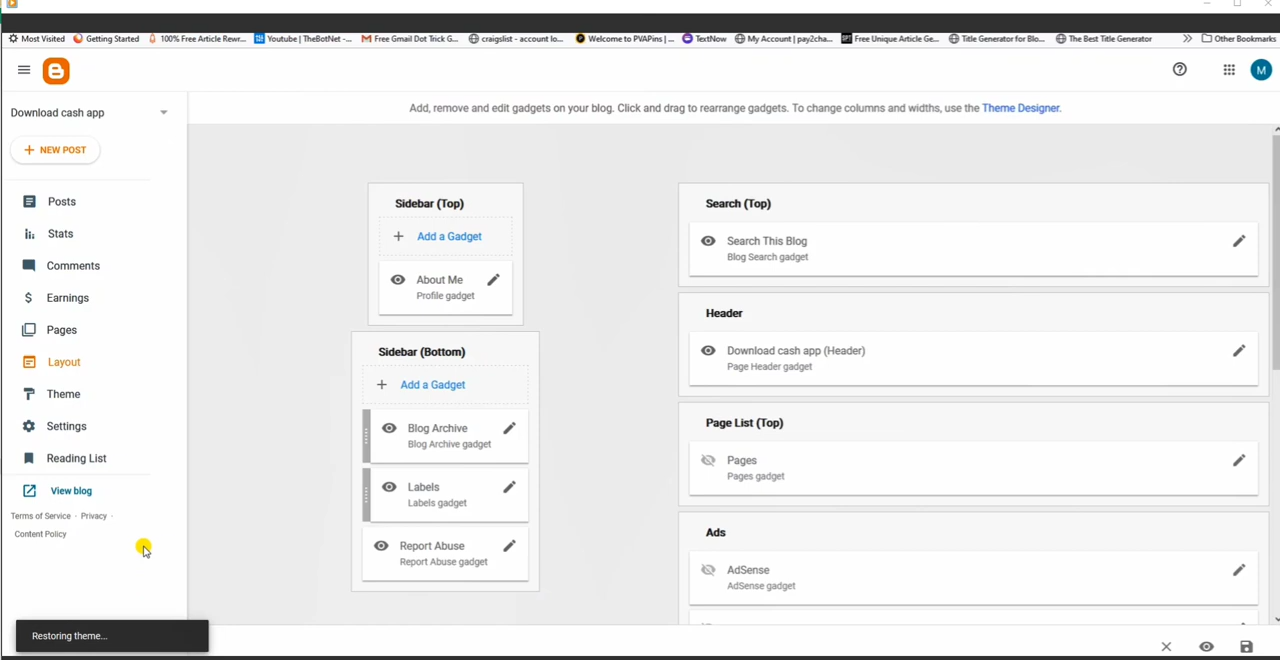 Most Visited Getting Started 100% Free Article Rewr... Youtube | TheBotNet -... Free Gmail Dot Trick G... craigslist - account lo... Welcome to PVAPins | ... TextNow My Account | pay2cha... Free Unique Article Ge... Title Generator for Blo... The Best Title Generator Other Bookmarks
M
Download cash app
Add, remove and edit gadgets on your blog. Click and drag to rearrange gadgets. To change columns and widths, use the Theme Designer.
NEW POST
Posts
Stats
Comments
Earnings
Pages
Layout
Theme
Settings
Reading List
View blog
Terms of Service · Privacy ·
Content Policy
Restoring theme...
Sidebar (Top)
Add a Gadget
About Me
Profile gadget
Sidebar (Bottom)
Add a Gadget
Blog Archive
Blog Archive gadget
Labels
Labels gadget
Report Abuse
Report Abuse gadget
Search (Top)
Search This Blog
Blog Search gadget
Header
Download cash app (Header)
Page Header gadget
Page List (Top)
Pages
Pages gadget
Ads
AdSense
AdSense gadget